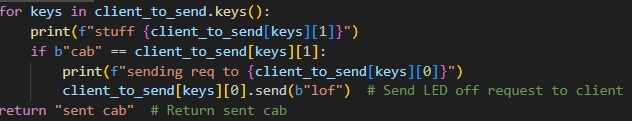 for keys in client_to_send.keys():
    print(f"stuff {client_to_send[keys][1]}")
    if b"cab" == client_to_send[keys][1]:
        print(f"sending req to {client_to_send[keys][0]}")
        client_to_send[keys][0].send(b"lof")  # Send LED off request to client
return "sent cab"  # Return sent cab